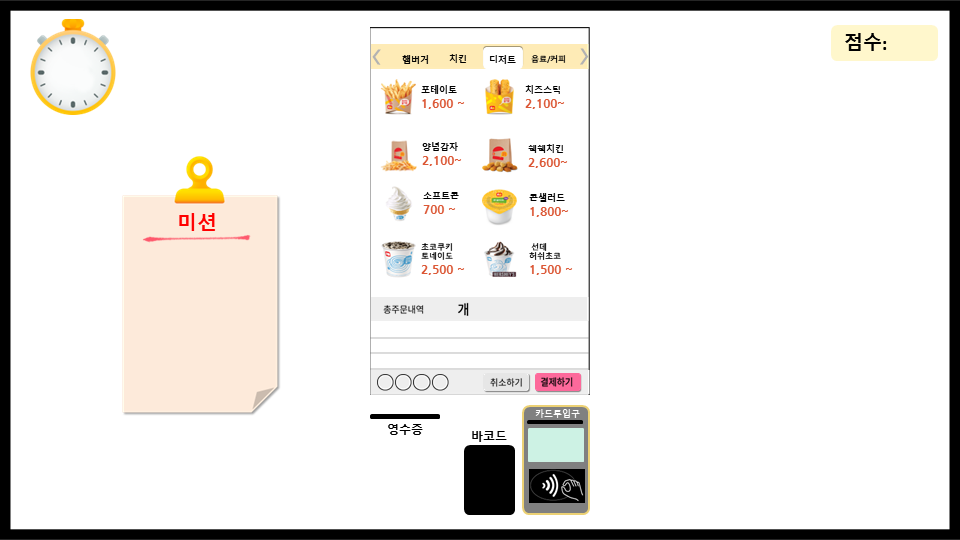 점수:
미션
햄버거 치킨 디저트 음료/커피
포테이토
1,600 ~
치즈스틱
2,100~
양념감자
2,100~
쉑쉑치킨
2,600~
소프트콘
700 ~
콘샐러드
1,800~
초코쿠키
토네이도
2,500 ~
선데
허쉬초코
1,500 ~
총주문내역 개
취소하기 결제하기
영수증
바코드
카드투입구